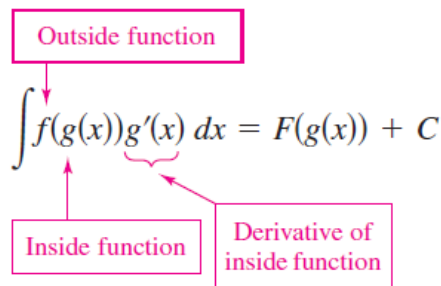 Outside function
∫f(g(x))g′(x) dx = F(g(x)) + C
Inside function
Derivative of
inside function